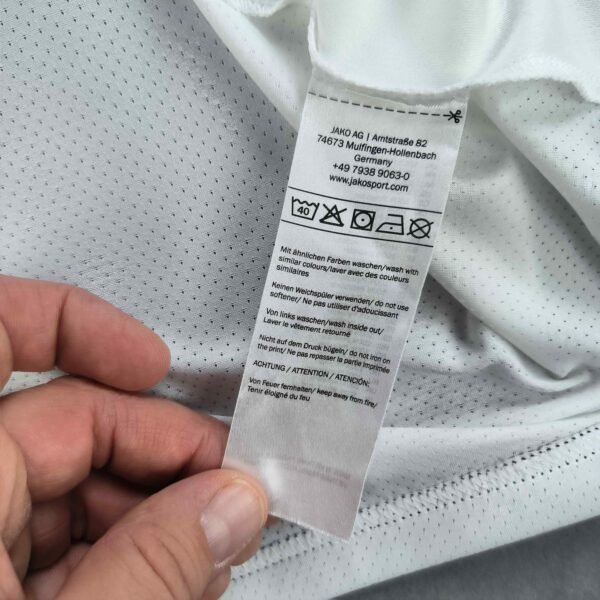 JAKO AG | Amtstraße 82
74673 Mulfingen-Hollenbach
Germany
+49 7938 9063-0
www.jakosport.com
40
Mit ähnlichen Farben waschen/wash with
similar colours/laver avec des couleurs
similaires
Keinen Weichspüler verwenden/ do not use
softener/ Ne pas utiliser d'adoucissant
Von links waschen/wash inside out/
Laver le vêtement retourné
Nicht auf dem Druck bügeln/ do not iron on
the print/ Ne pas repasser la partie imprimée
ACHTUNG / ATTENTION / ATENCIÓN:
Von Feuer fernhalten/ keep away from fire/
Tenir éloigné du feu